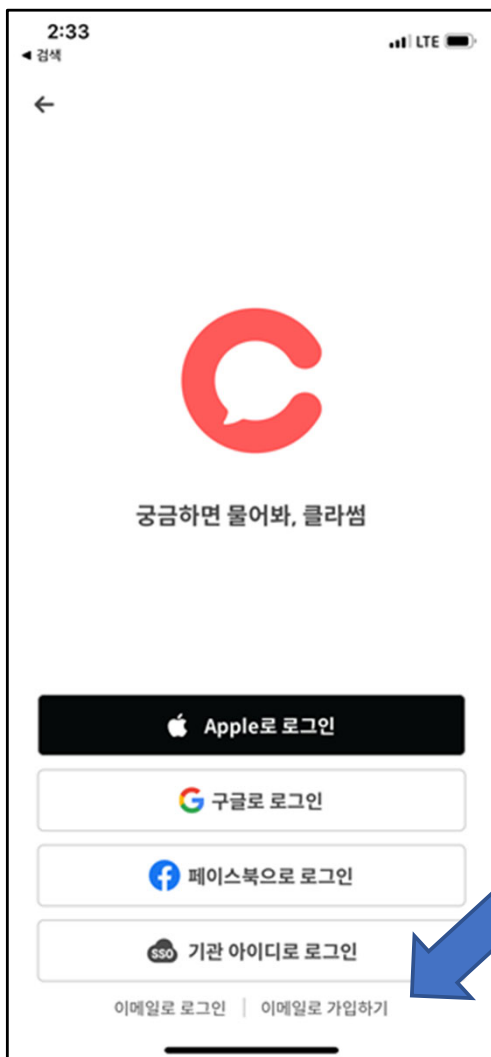 2:33
LTE
◀ 검색
←
궁금하면 물어봐, 클라썸
Apple로 로그인
G 구글로 로그인
f 페이스북으로 로그인
SSO 기관 아이디로 로그인
이메일로 로그인 | 이메일로 가입하기